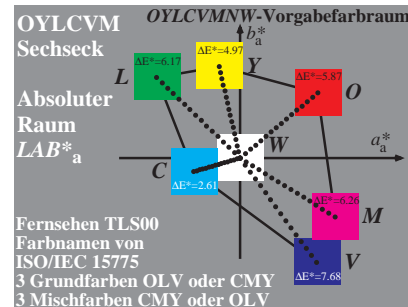 OYLCVM
Sechseck
OYLCVMNW-Vorgabefarbraum
b*a
ΔE*=6.17
L
ΔE*=4.97
Y
ΔE*=5.87
O
Absoluter
Raum
LAB*a
W
a*a
C
ΔE*=2.61
ΔE*=6.26
M
ΔE*=7.68
V
Fernsehen TLS00
Farbnamen von
ISO/IEC 15775
3 Grundfarben OLV oder CMY
3 Mischfarben CMY oder OLV